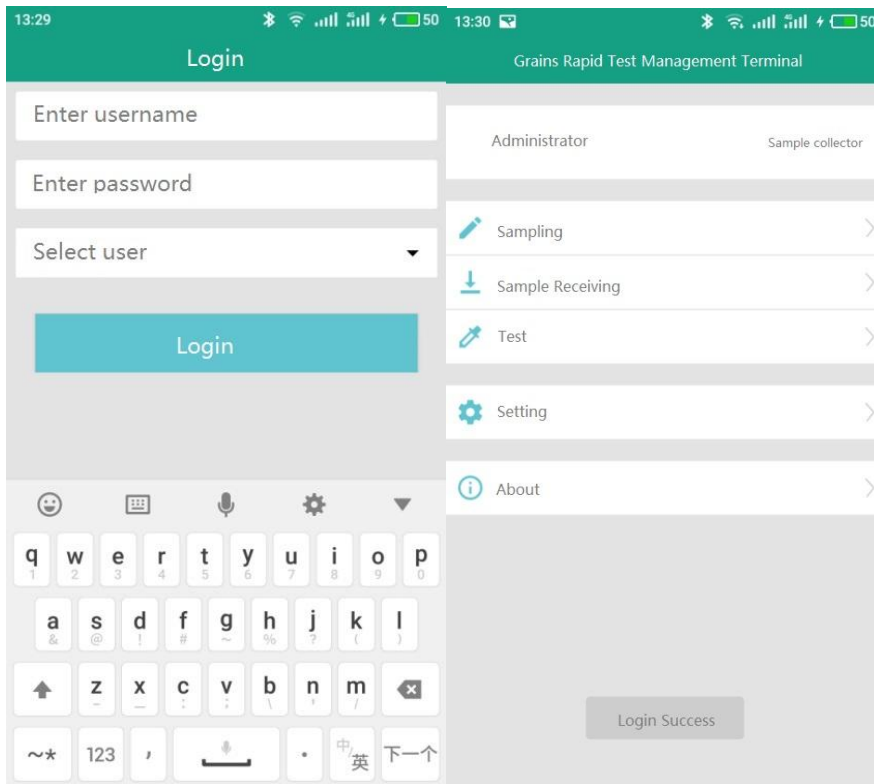 13:29
50
Login
Enter username
Enter password
Select user
Login
q w e r t y u i o p
1 2 3 4 5 6 7 8 9 0
a s d f g h j k l
& @ ! # ~ % ? ( )
z x c v b n m
- _ : ; \ ' /
~* 123 , . 中/英 下一个
13:30
50
Grains Rapid Test Management Terminal
Administrator
Sample collector
Sampling
Sample Receiving
Test
Setting
About
Login Success